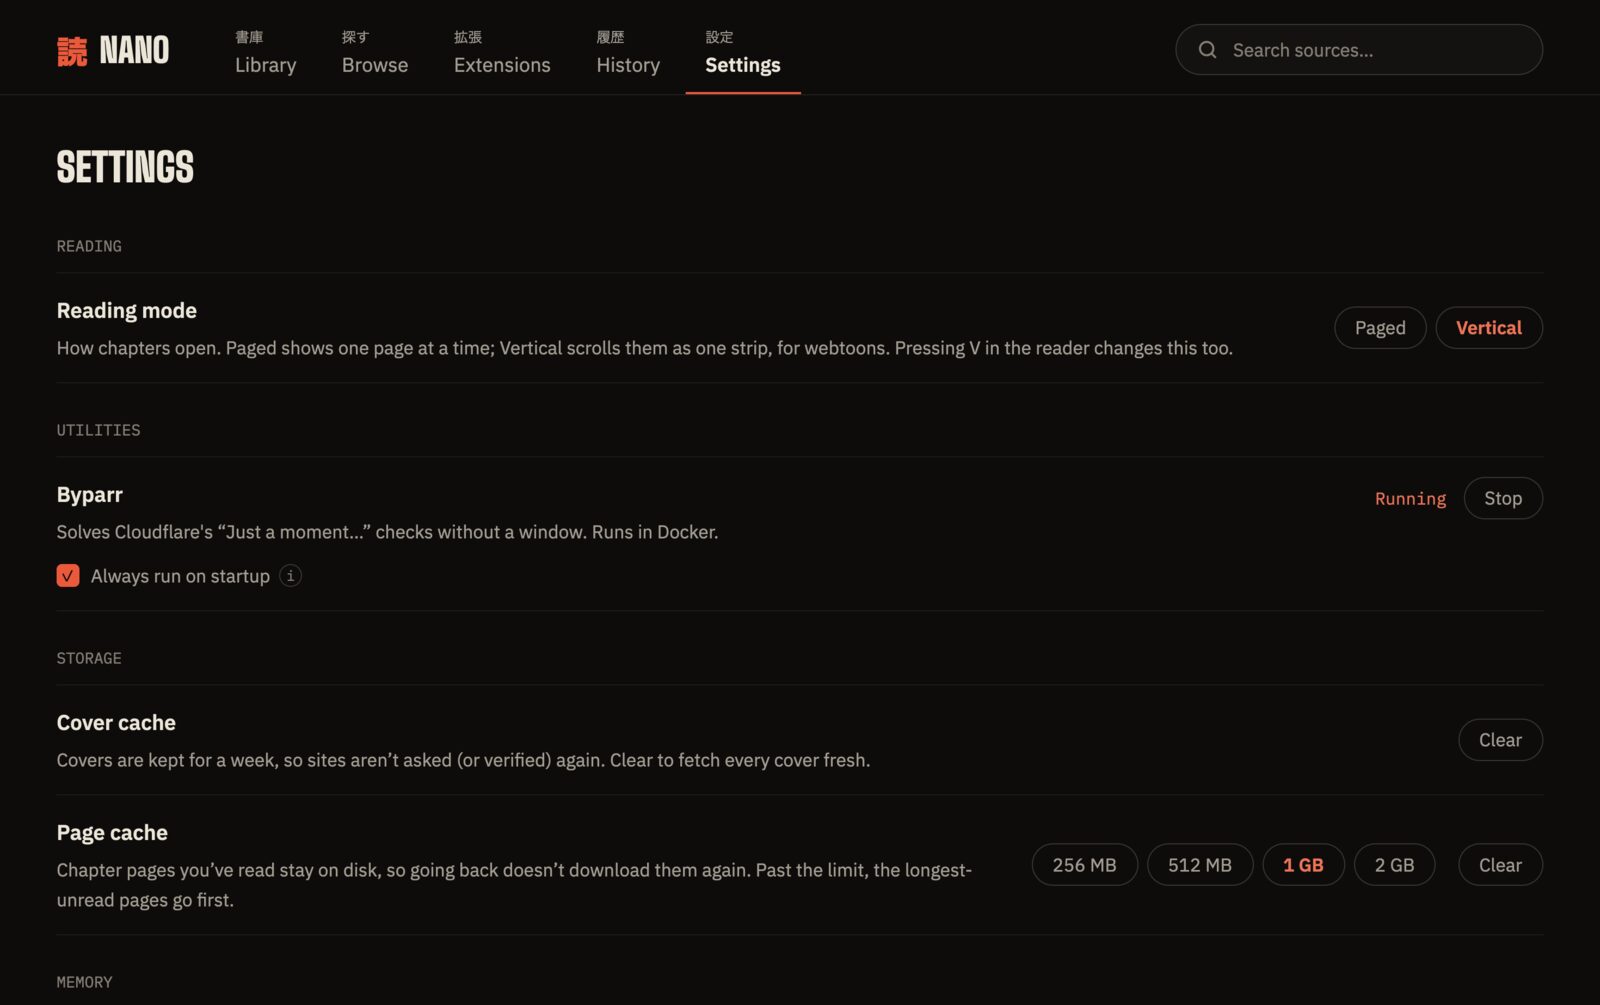 読 NANO
書庫
Library
探す
Browse
拡張
Extensions
履歴
History
設定
Settings
Search sources...
SETTINGS
READING
Reading mode
How chapters open. Paged shows one page at a time; Vertical scrolls them as one strip, for webtoons. Pressing V in the reader changes this too.
Paged
Vertical
UTILITIES
Byparr
Running
Stop
Solves Cloudflare's “Just a moment…” checks without a window. Runs in Docker.
Always run on startup i
STORAGE
Cover cache
Covers are kept for a week, so sites aren’t asked (or verified) again. Clear to fetch every cover fresh.
Clear
Page cache
Chapter pages you’ve read stay on disk, so going back doesn’t download them again. Past the limit, the longest-
unread pages go first.
256 MB
512 MB
1 GB
2 GB
Clear
MEMORY